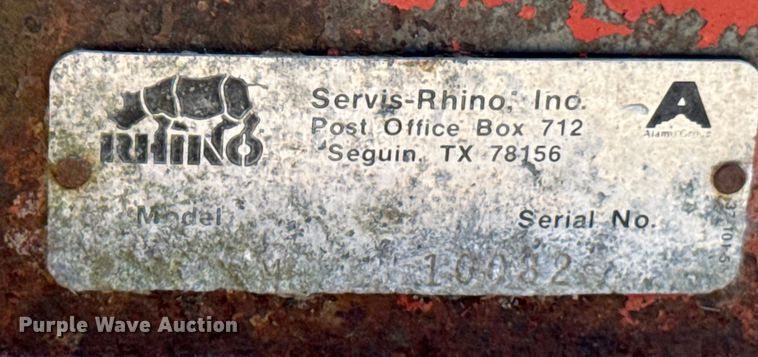 RHINO
Servis-Rhino, Inc.
Post Office Box 712
Seguin, TX 78156
A
Alamo Group
Model
Serial No.
10032
Purple Wave Auction